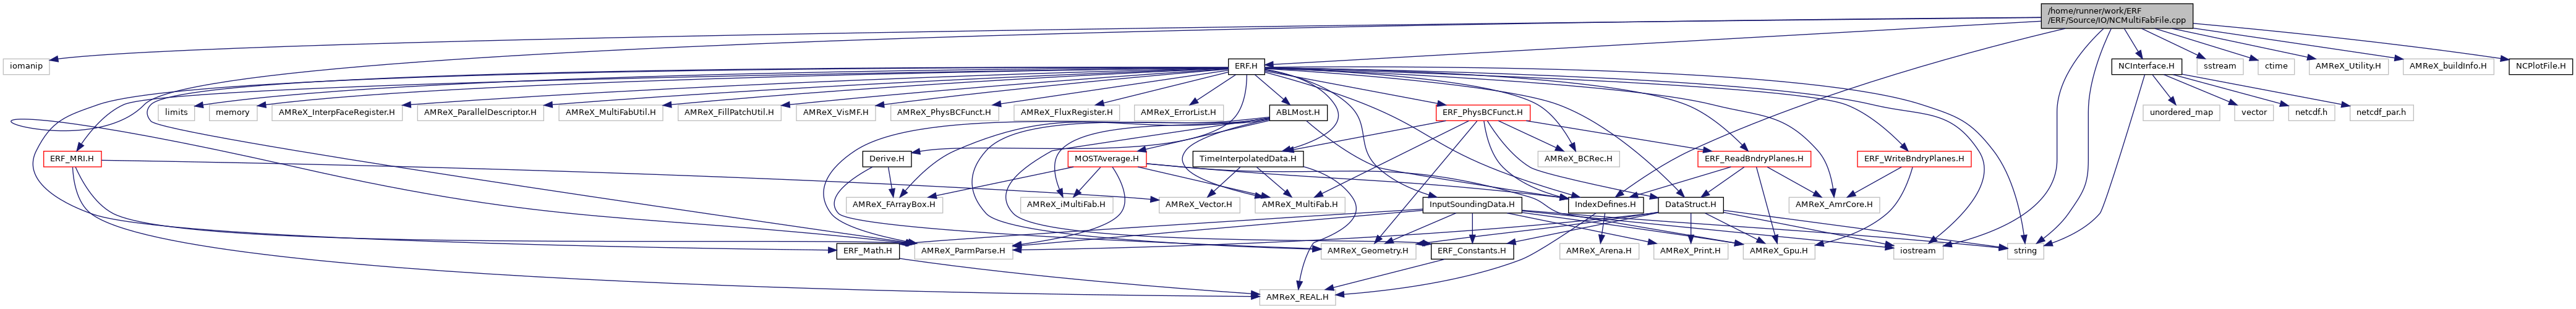 /home/runner/work/ERF
/ERF/Source/IO/NCMultiFabFile.cpp
iomanip
ERF.H
NCInterface.H
sstream
ctime
AMReX_Utility.H
AMReX_buildInfo.H
NCPlotFile.H
limits
memory
AMReX_InterpFaceRegister.H
AMReX_ParallelDescriptor.H
AMReX_MultiFabUtil.H
AMReX_FillPatchUtil.H
AMReX_VisMF.H
AMReX_PhysBCFunct.H
AMReX_FluxRegister.H
AMReX_ErrorList.H
ABLMost.H
ERF_PhysBCFunct.H
unordered_map
vector
netcdf.h
netcdf_par.h
ERF_MRI.H
Derive.H
MOSTAverage.H
TimeInterpolatedData.H
AMReX_BCRec.H
ERF_ReadBndryPlanes.H
ERF_WriteBndryPlanes.H
AMReX_FArrayBox.H
AMReX_iMultiFab.H
AMReX_Vector.H
AMReX_MultiFab.H
InputSoundingData.H
IndexDefines.H
DataStruct.H
AMReX_AmrCore.H
ERF_Math.H
AMReX_ParmParse.H
AMReX_Geometry.H
ERF_Constants.H
AMReX_Arena.H
AMReX_Print.H
AMReX_Gpu.H
iostream
string
AMReX_REAL.H